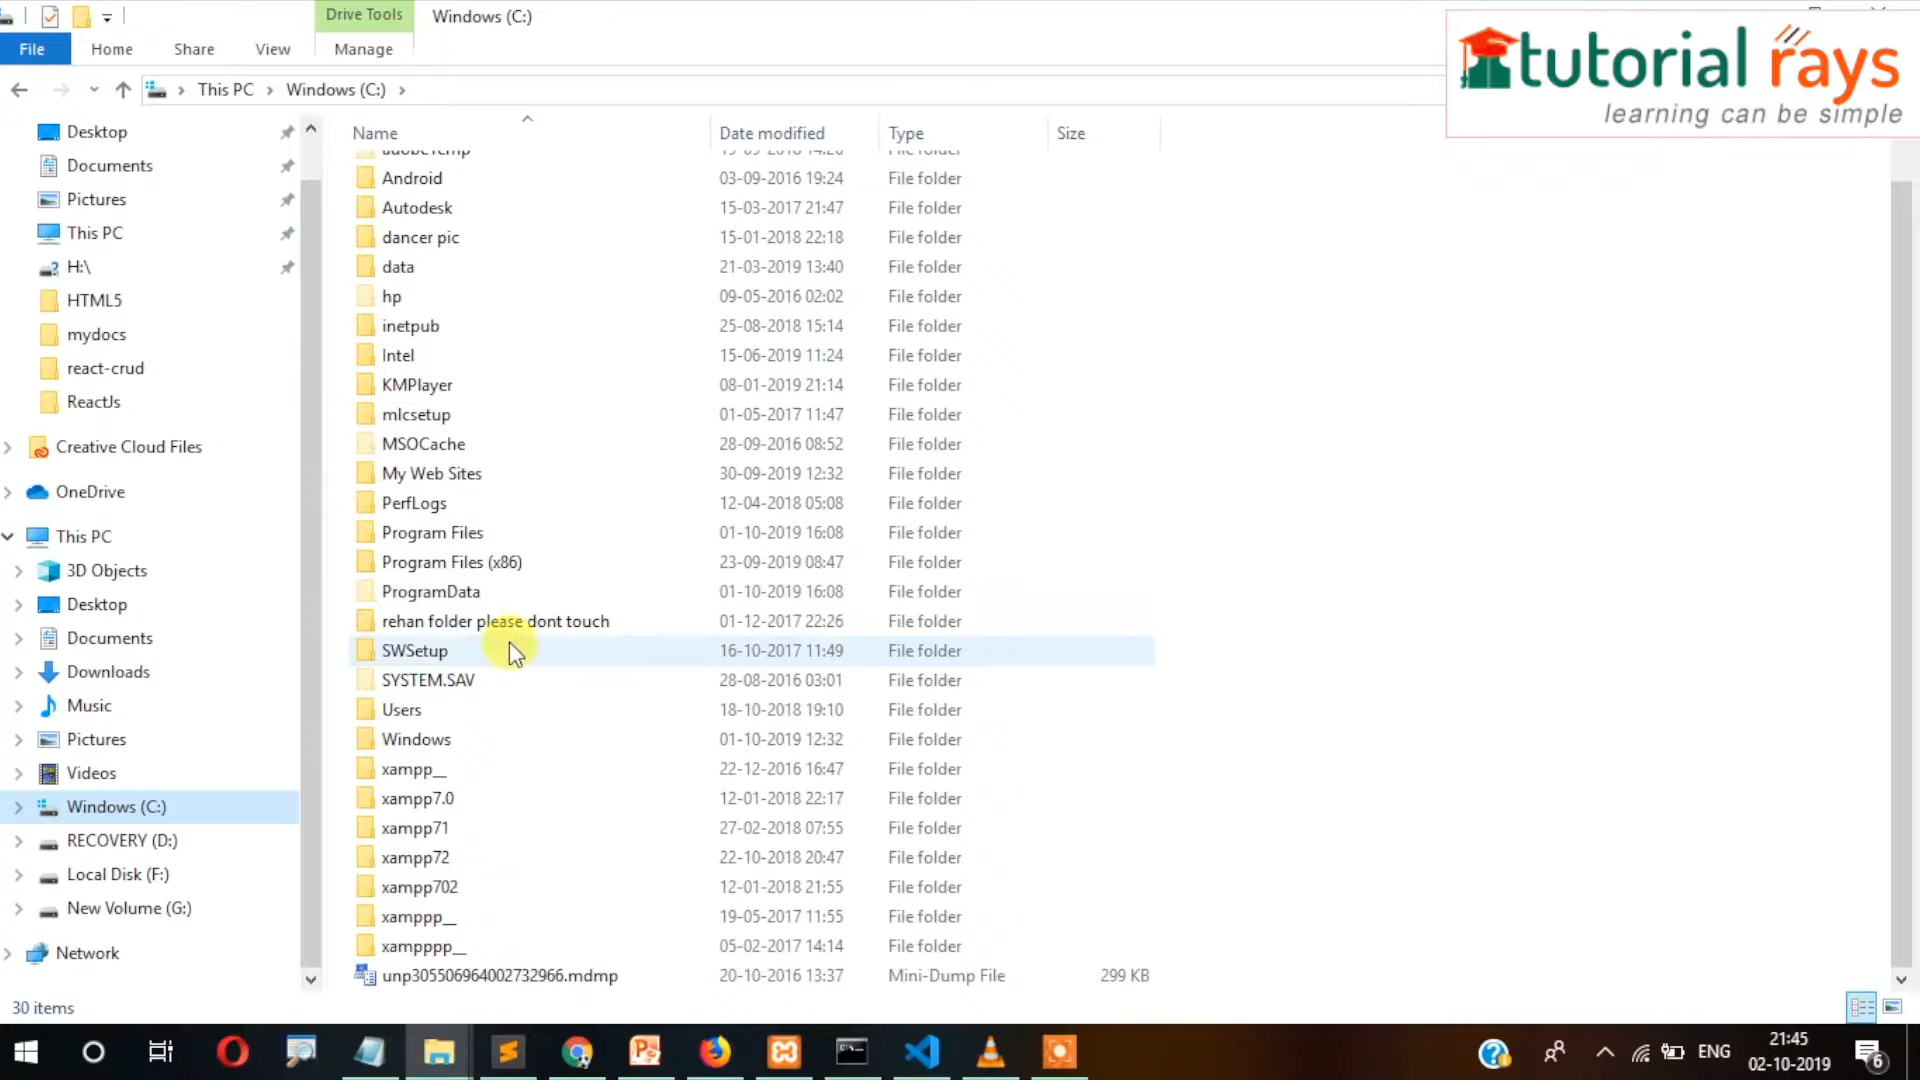 Drive Tools
Windows (C:)
File
Home
Share
View
Manage
This PC
Windows (C:)
tutorial rays
learning can be simple
Name
Date modified
Type
Size
Desktop
Documents
Pictures
This PC
H:\
HTML5
mydocs
react-crud
ReactJs
Creative Cloud Files
OneDrive
This PC
3D Objects
Desktop
Documents
Downloads
Music
Pictures
Videos
Windows (C:)
RECOVERY (D:)
Local Disk (F:)
New Volume (G:)
Network
Android 03-09-2016 19:24 File folder
Autodesk 15-03-2017 21:47 File folder
dancer pic 15-01-2018 22:18 File folder
data 21-03-2019 13:40 File folder
hp 09-05-2016 02:02 File folder
inetpub 25-08-2018 15:14 File folder
Intel 15-06-2019 11:24 File folder
KMPlayer 08-01-2019 21:14 File folder
mlcsetup 01-05-2017 11:47 File folder
MSOCache 28-09-2016 08:52 File folder
My Web Sites 30-09-2019 12:32 File folder
PerfLogs 12-04-2018 05:08 File folder
Program Files 01-10-2019 16:08 File folder
Program Files (x86) 23-09-2019 08:47 File folder
ProgramData 01-10-2019 16:08 File folder
rehan folder please dont touch 01-12-2017 22:26 File folder
SWSetup 16-10-2017 11:49 File folder
SYSTEM.SAV 28-08-2016 03:01 File folder
Users 18-10-2018 19:10 File folder
Windows 01-10-2019 12:32 File folder
xampp__ 22-12-2016 16:47 File folder
xampp7.0 12-01-2018 22:17 File folder
xampp71 27-02-2018 07:55 File folder
xampp72 22-10-2018 20:47 File folder
xampp702 12-01-2018 21:55 File folder
xamppp__ 19-05-2017 11:55 File folder
xampppp__ 05-02-2017 14:14 File folder
unp305506964002732966.mdmp 20-10-2016 13:37 Mini-Dump File 299 KB
30 items
ENG
21:45
02-10-2019
6